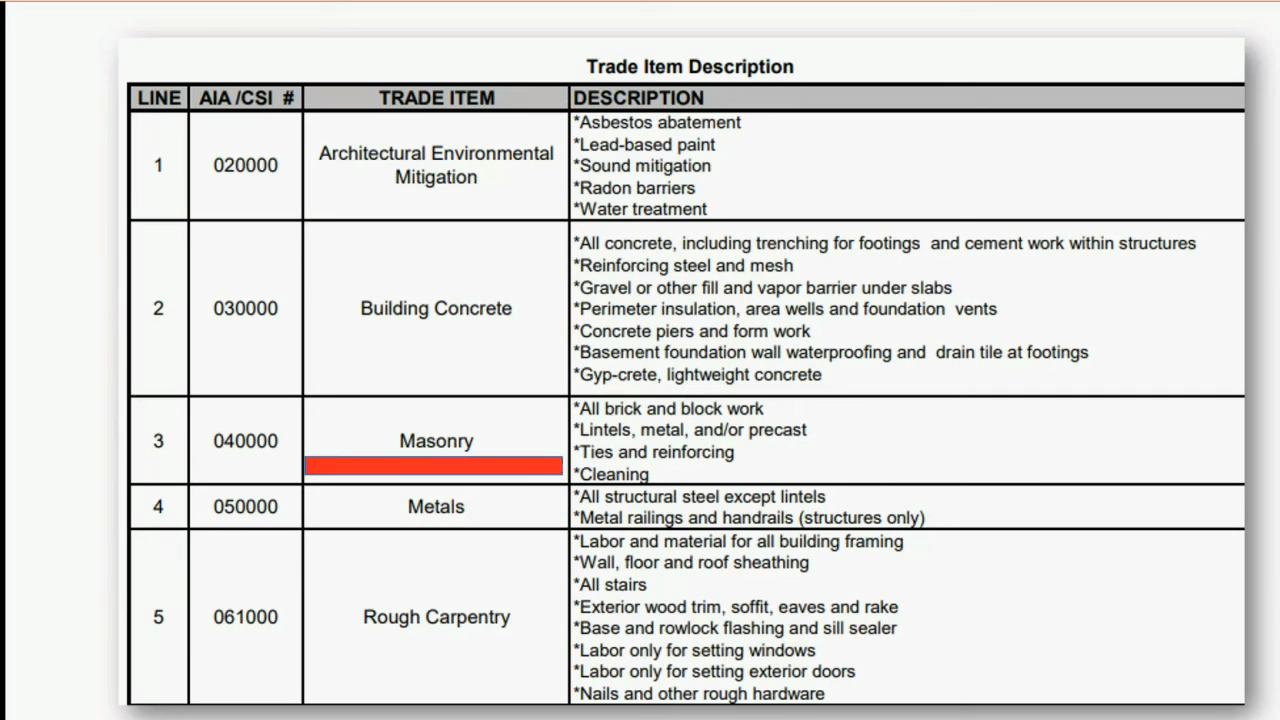 Trade Item Description
LINE AIA /CSI # TRADE ITEM DESCRIPTION
1 020000 Architectural Environmental Mitigation
*Asbestos abatement
*Lead-based paint
*Sound mitigation
*Radon barriers
*Water treatment
2 030000 Building Concrete
*All concrete, including trenching for footings and cement work within structures
*Reinforcing steel and mesh
*Gravel or other fill and vapor barrier under slabs
*Perimeter insulation, area wells and foundation vents
*Concrete piers and form work
*Basement foundation wall waterproofing and drain tile at footings
*Gyp-crete, lightweight concrete
3 040000 Masonry
*All brick and block work
*Lintels, metal, and/or precast
*Ties and reinforcing
*Cleaning
4 050000 Metals
*All structural steel except lintels
*Metal railings and handrails (structures only)
5 061000 Rough Carpentry
*Labor and material for all building framing
*Wall, floor and roof sheathing
*All stairs
*Exterior wood trim, soffit, eaves and rake
*Base and rowlock flashing and sill sealer
*Labor only for setting windows
*Labor only for setting exterior doors
*Nails and other rough hardware